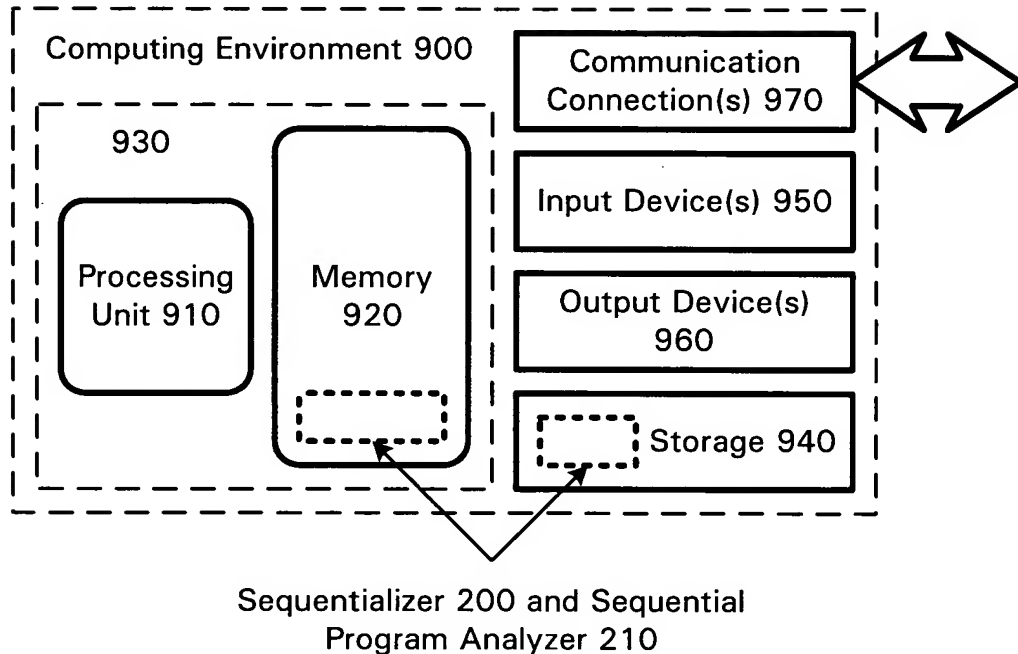 Computing Environment 900
Communication
Connection(s) 970
930
Input Device(s) 950
Processing
Unit 910
Memory
920
Output Device(s)
960
Storage 940
Sequentializer 200 and Sequential
Program Analyzer 210